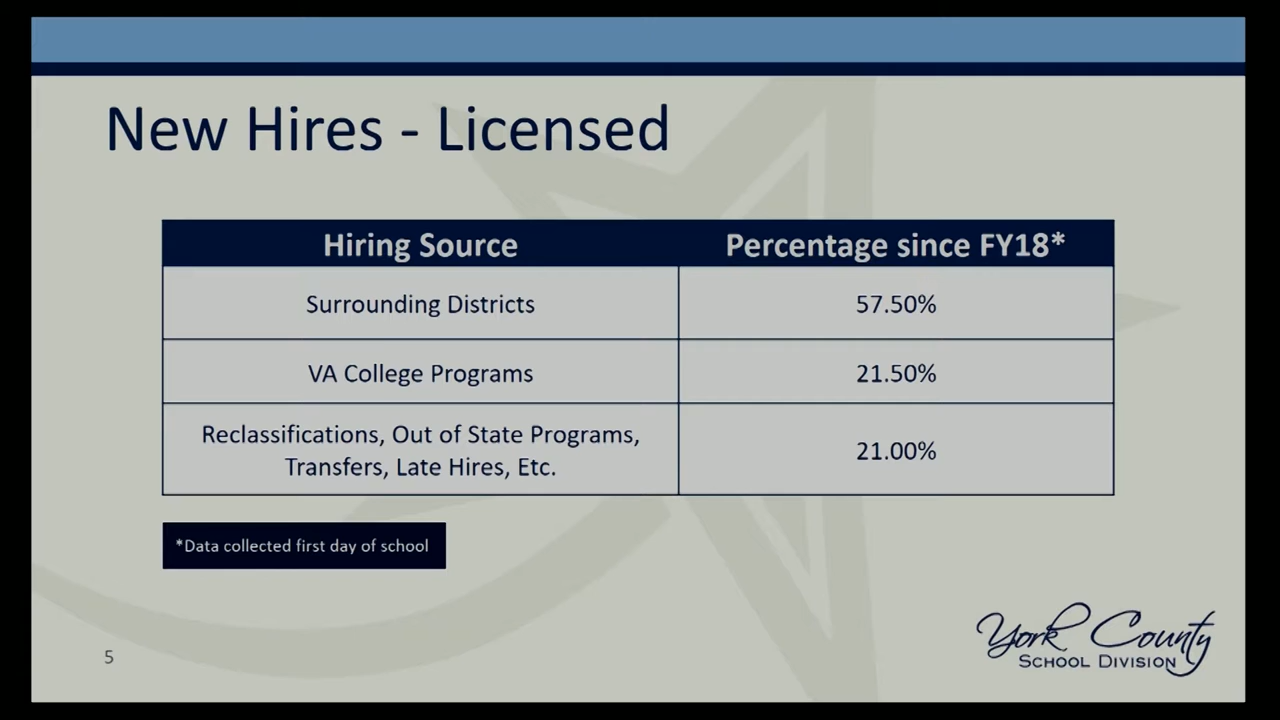 New Hires - Licensed
Hiring Source
Percentage since FY18*
Surrounding Districts
57.50%
VA College Programs
21.50%
Reclassifications, Out of State Programs,
Transfers, Late Hires, Etc.
21.00%
*Data collected first day of school
5
York County
SCHOOL DIVISION